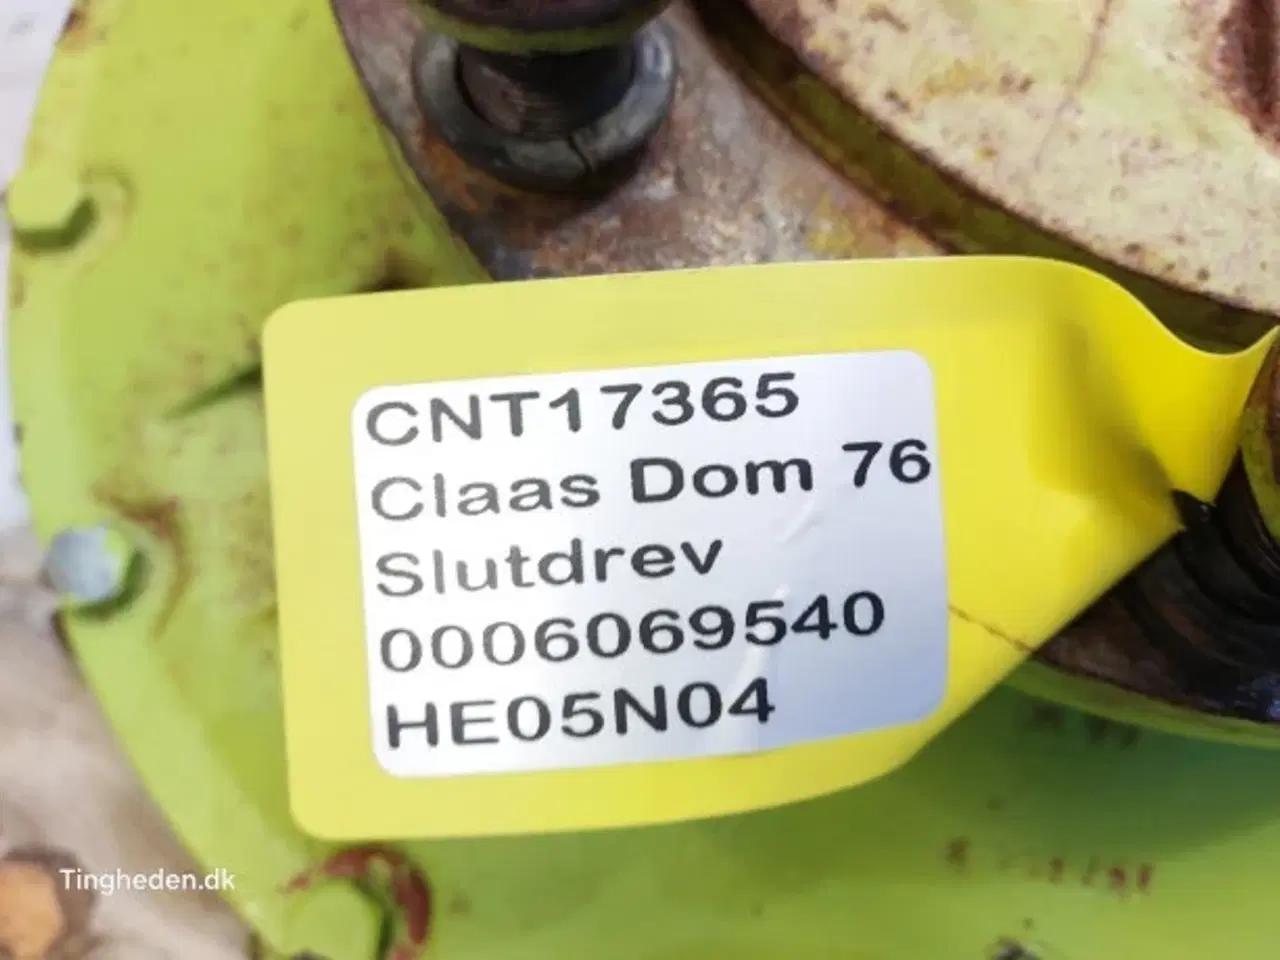 CNT17365
Claas Dom 76
Slutdrev
0006069540
HE05N04
Tingheden.dk